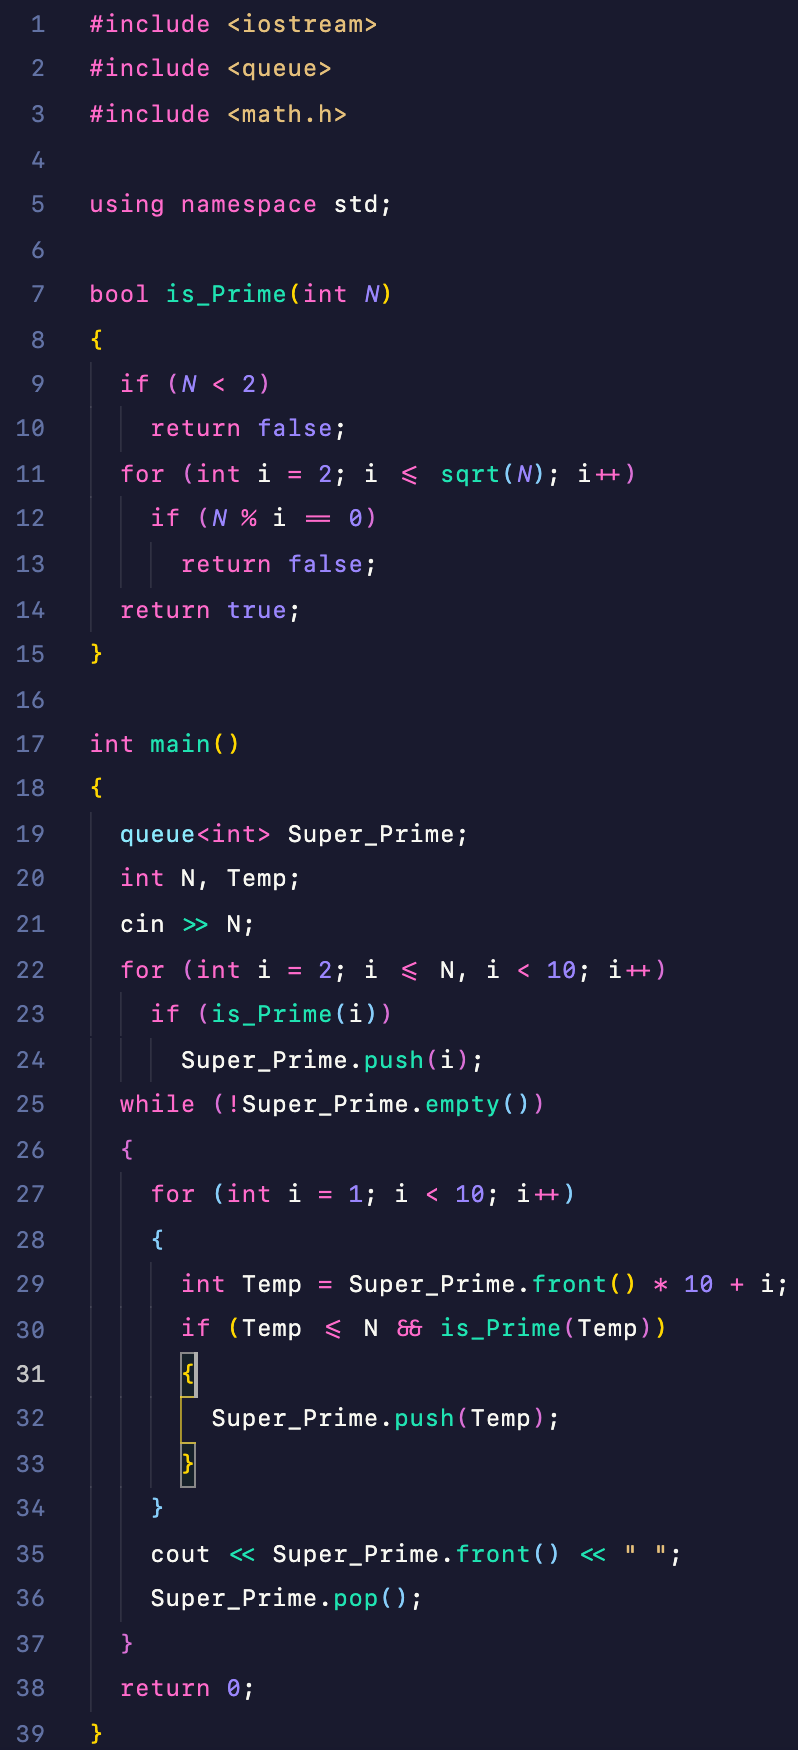 1 #include <iostream>
2 #include <queue>
3 #include <math.h>
4
5 using namespace std;
6
7 bool is_Prime(int N)
8 {
9 if (N < 2)
10 return false;
11 for (int i = 2; i <= sqrt(N); i++)
12 if (N % i == 0)
13 return false;
14 return true;
15 }
16
17 int main()
18 {
19 queue<int> Super_Prime;
20 int N, Temp;
21 cin >> N;
22 for (int i = 2; i <= N, i < 10; i++)
23 if (is_Prime(i))
24 Super_Prime.push(i);
25 while (!Super_Prime.empty())
26 {
27 for (int i = 1; i < 10; i++)
28 {
29 int Temp = Super_Prime.front() * 10 + i;
30 if (Temp <= N && is_Prime(Temp))
31 {
32 Super_Prime.push(Temp);
33 }
34 }
35 cout << Super_Prime.front() << " ";
36 Super_Prime.pop();
37 }
38 return 0;
39 }